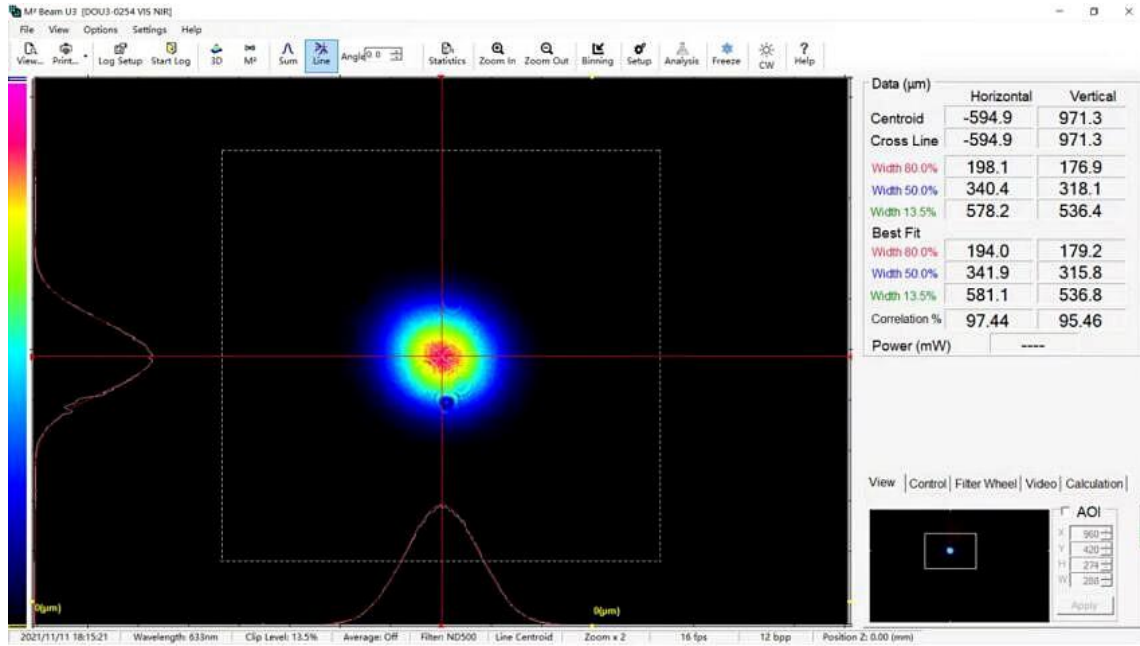 M² Beam U3 [DOU3-6254 VIS NIR]
File View Options Settings Help
View... Print... Log Setup Start Log 3D M² Sum Line Angle 0.0 Statistics Zoom In Zoom Out Binning Setup Analysis Freeze CW Help
Data (μm)
Horizontal Vertical
Centroid -594.9 971.3
Cross Line -594.9 971.3
Width 80.0% 198.1 176.9
Width 50.0% 340.4 318.1
Width 13.5% 578.2 536.4
Best Fit
Width 80.0% 194.0 179.2
Width 50.0% 341.9 315.8
Width 13.5% 581.1 536.8
Correlation % 97.44 95.46
Power (mW) ----
View Control Filter Wheel Video Calculation
AOI
X 960
Y 420
H 274
W 288
Apply
0(μm) 0(μm)
2021/11/11 18:15:21 Wavelength: 633nm Clip Level: 13.5% Average: Off Filter: ND500 Line Centroid Zoom x 2 16 fps 12 bpp Position Z: 0.00 (mm)